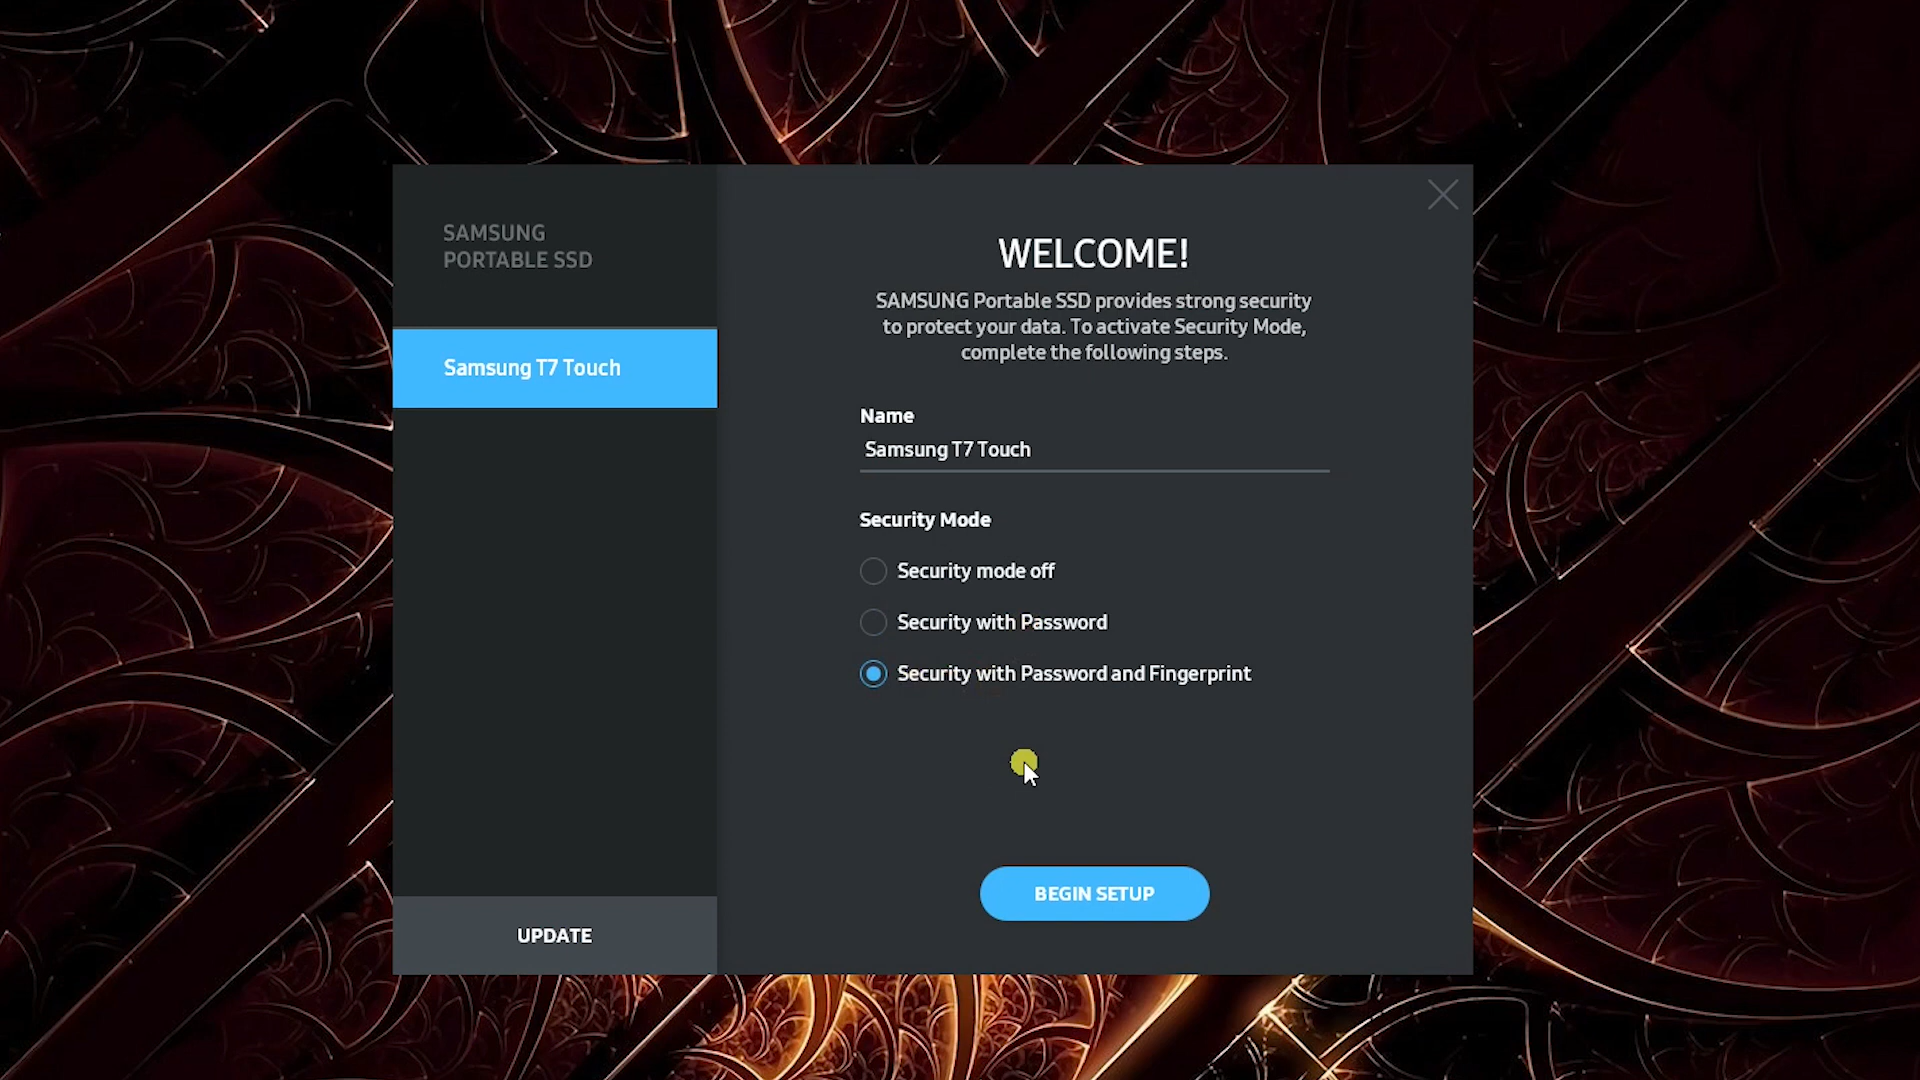 SAMSUNG
PORTABLE SSD
Samsung T7 Touch
UPDATE
WELCOME!
SAMSUNG Portable SSD provides strong security
to protect your data. To activate Security Mode,
complete the following steps.
Name
Samsung T7 Touch
Security Mode
Security mode off
Security with Password
Security with Password and Fingerprint
BEGIN SETUP